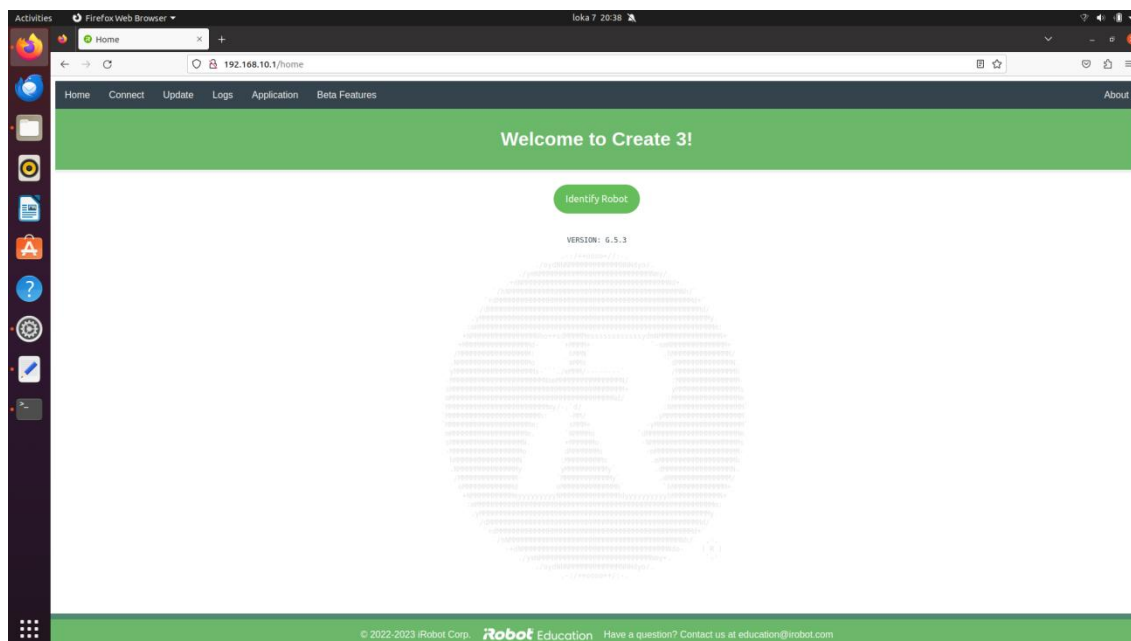 Activities Firefox Web Browser loka 7 20:38
Home
192.168.10.1/home
Home Connect Update Logs Application Beta Features About
Welcome to Create 3!
Identify Robot
VERSION: G.5.3
© 2022-2023 iRobot Corp. iRobot Education Have a question? Contact us at education@irobot.com